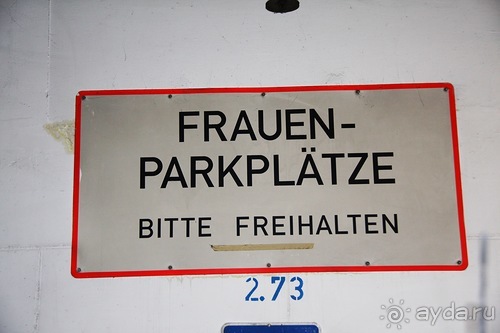 FRAUEN-
PARKPLÄTZE
BITTE FREIHALTEN
2.73
ayda.ru